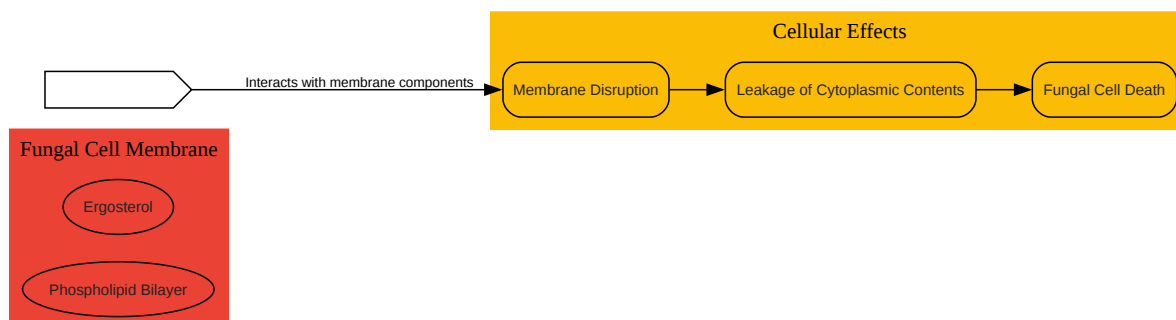 Cellular Effects
Interacts with membrane components
Membrane Disruption
Leakage of Cytoplasmic Contents
Fungal Cell Death
Fungal Cell Membrane
Ergosterol
Phospholipid Bilayer